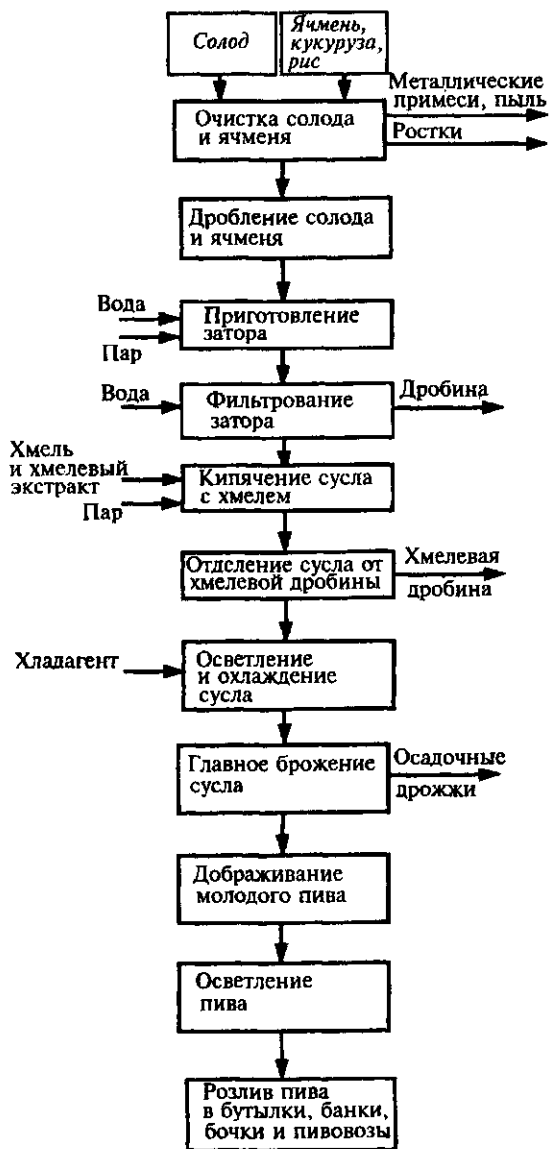 Солод
Ячмень,
кукуруза,
рис
Металлические
примеси, пыль
Очистка солода
и ячменя
Ростки
Дробление солода
и ячменя
Вода
Пар
Приготовление
затора
Вода
Фильтрование
затора
Дробина
Хмель
и хмелевый
экстракт
Пар
Кипячение сусла
с хмелем
Отделение сусла от
хмелевой дробины
Хмелевая
дробина
Хладагент
Осветление
и охлаждение
сусла
Главное брожение
сусла
Осадочные
дрожжи
Дображивание
молодого пива
Осветление
пива
Розлив пива
в бутылки, банки,
бочки и пивовозы